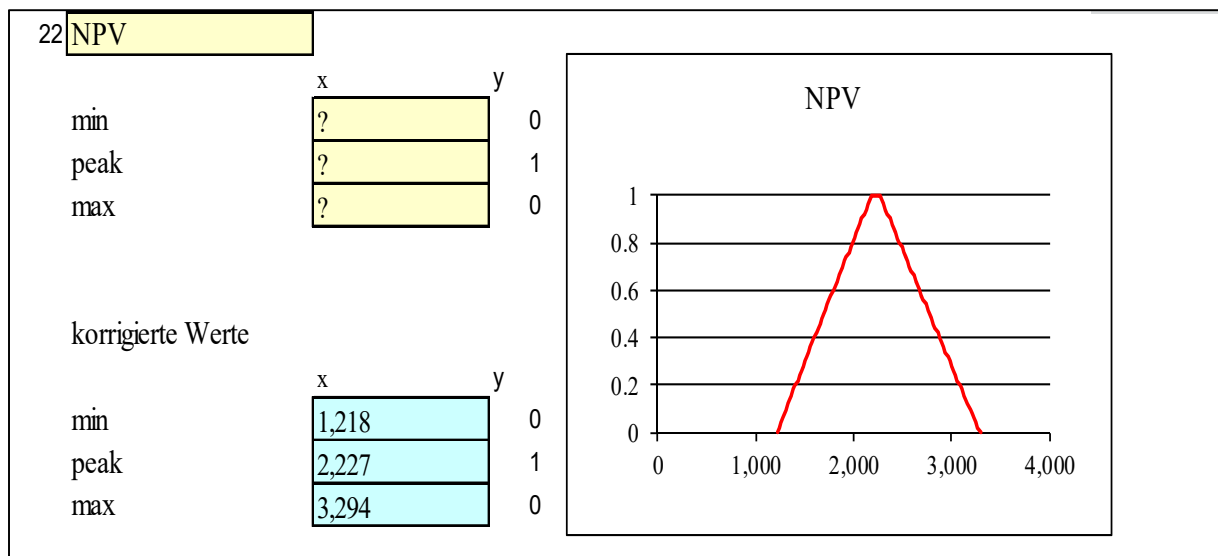 22 NPV
x y
min ? 0
peak ? 1
max ? 0
korrigierte Werte
x y
min 1,218 0
peak 2,227 1
max 3,294 0
NPV
1
0.8
0.6
0.4
0.2
0
0 1,000 2,000 3,000 4,000